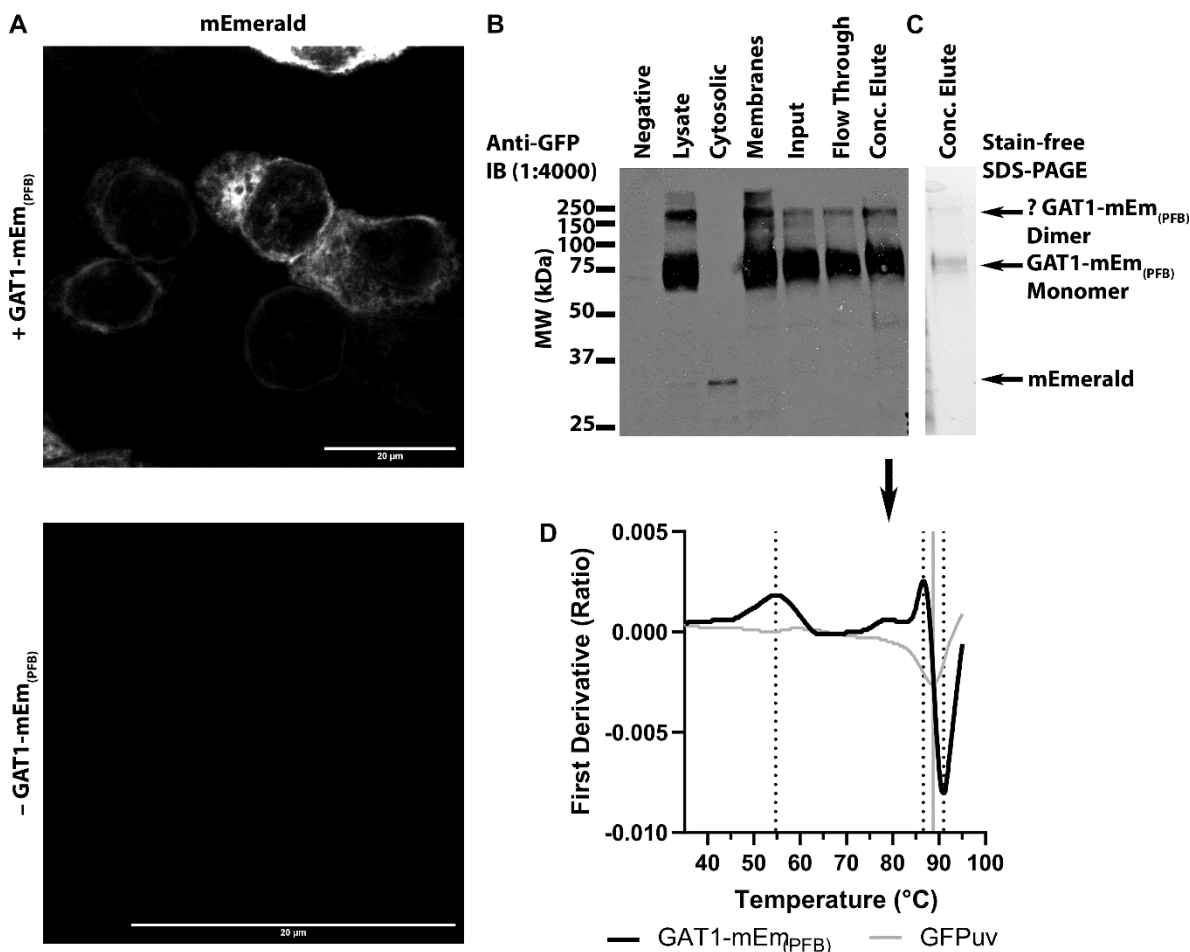 A
mEmerald
+ GAT1-mEm(PFB)
20 µm
– GAT1-mEm(PFB)
20 µm
B
Negative
Lysate
Cytosolic
Membranes
Input
Flow Through
Conc. Elute
Anti-GFP
IB (1:4000)
MW (kDa)
250
150
100
75
50
37
25
C
Conc. Elute
Stain-free
SDS-PAGE
? GAT1-mEm(PFB)
Dimer
GAT1-mEm(PFB)
Monomer
mEmerald
D
First Derivative (Ratio)
0.005
0.000
-0.005
-0.010
40 50 60 70 80 90 100
Temperature (°C)
GAT1-mEm(PFB) GFPuv